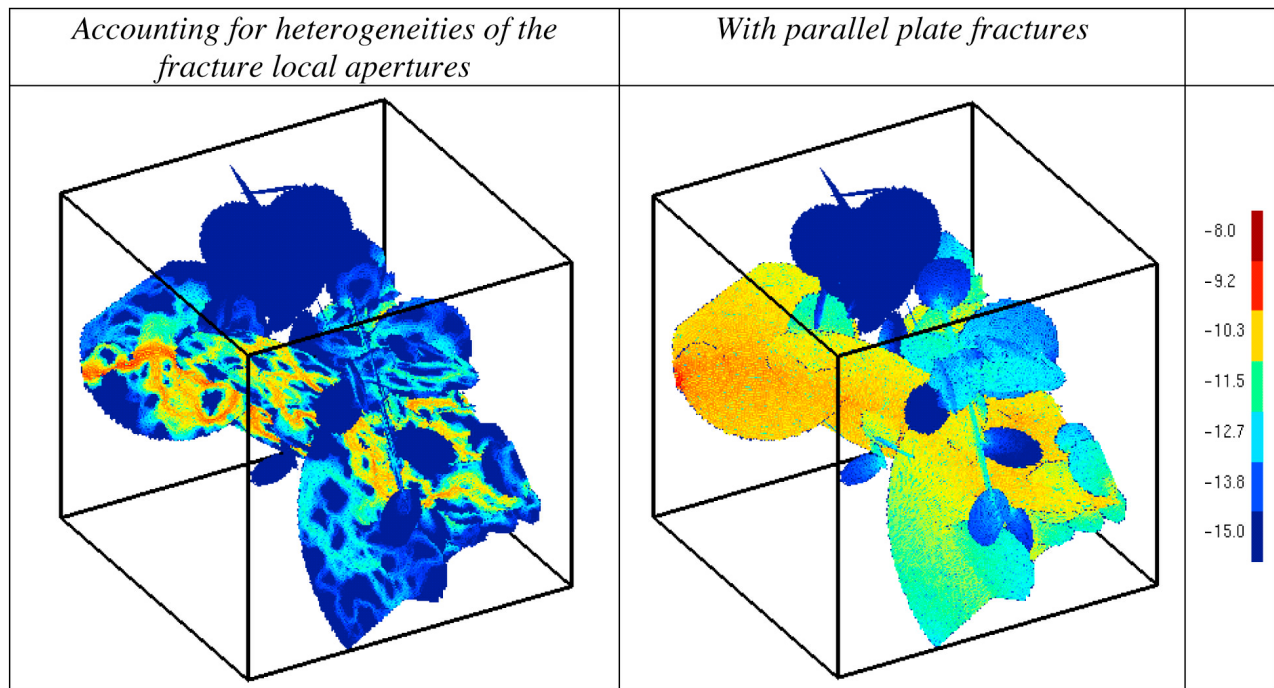 Accounting for heterogeneities of the
fracture local apertures
With parallel plate fractures
-8.0
-9.2
-10.3
-11.5
-12.7
-13.8
-15.0